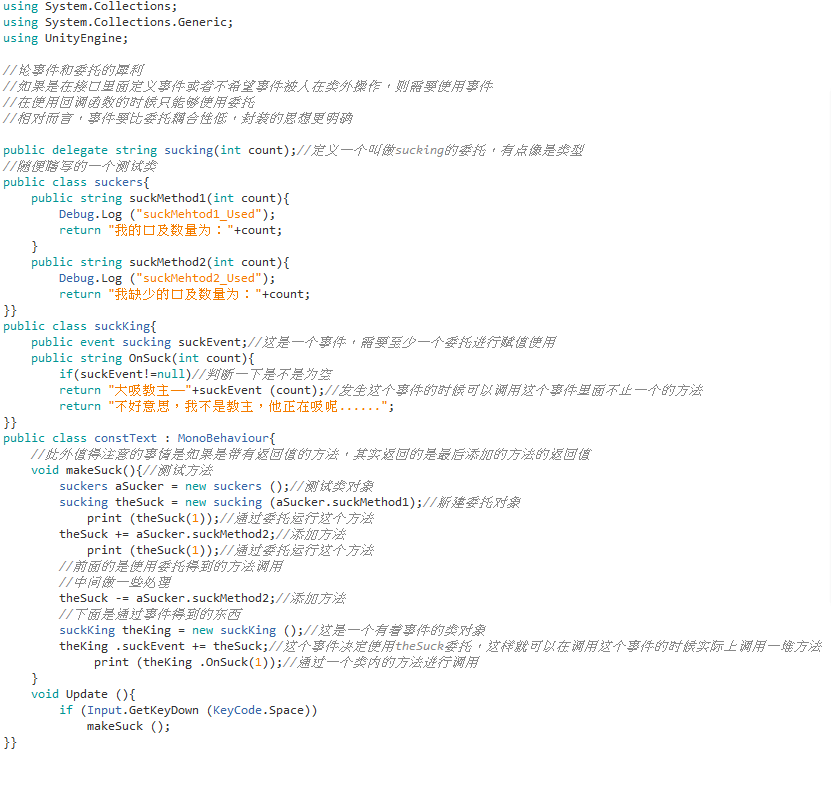 using System.Collections;
using System.Collections.Generic;
using UnityEngine;
//论事件和委托的犀利
//如果是在接口里面定义事件或者不希望事件被人在类外操作，则需要使用事件
//在使用回调函数的时候只能够使用委托
//相对而言，事件要比委托耦合性低，封装的思想更明确
public delegate string sucking(int count);//定义一个叫做sucking的委托，有点像是类型
//随便瞎写的一个测试类
public class suckers{
public string suckMethod1(int count){
Debug.Log ("suckMehtod1_Used");
return "我的口及数量为："+count;
}
public string suckMethod2(int count){
Debug.Log ("suckMehtod2_Used");
return "我缺少的口及数量为："+count;
}}
public class suckKing{
public event sucking suckEvent;//这是一个事件，需要至少一个委托进行赋值使用
public string OnSuck(int count){
if(suckEvent!=null)//判断一下是不是为空
return "大吸教主——"+suckEvent (count);//发生这个事件的时候可以调用这个事件里面不止一个的方法
return "不好意思，我不是教主，他正在吸呢......";
}}
public class constText : MonoBehaviour{
//此外值得注意的事情是如果是带有返回值的方法，其实返回的是最后添加的方法的返回值
void makeSuck(){//测试方法
suckers aSucker = new suckers ();//测试类对象
sucking theSuck = new sucking (aSucker.suckMethod1);//新建委托对象
print (theSuck(1));//通过委托运行这个方法
theSuck += aSucker.suckMethod2;//添加方法
print (theSuck(1));//通过委托运行这个方法
//前面的是使用委托得到的方法调用
//中间做一些处理
theSuck -= aSucker.suckMethod2;//添加方法
//下面是通过事件得到的东西
suckKing theKing = new suckKing ();//这是一个有着事件的类对象
theKing .suckEvent += theSuck;//这个事件决定使用theSuck委托，这样就可以在调用这个事件的时候实际上调用一堆方法
print (theKing .OnSuck(1));//通过一个类内的方法进行调用
}
void Update (){
if (Input.GetKeyDown (KeyCode.Space))
makeSuck ();
}}